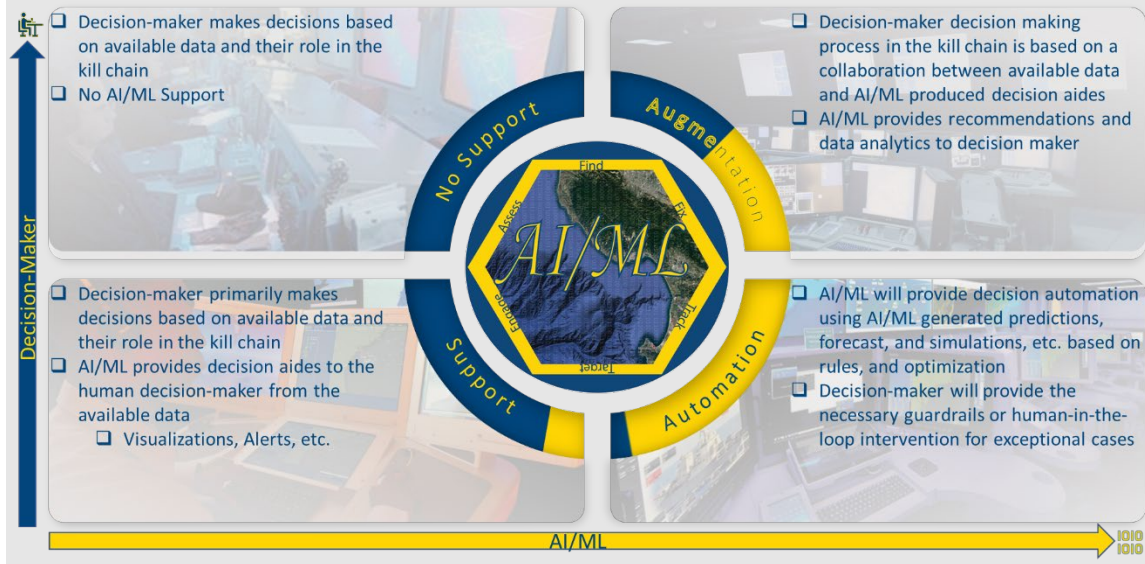 Decision-maker makes decisions based
on available data and their role in the
kill chain
No AI/ML Support
Decision-maker decision making
process in the kill chain is based on a
collaboration between available data
and AI/ML produced decision aides
AI/ML provides recommendations and
data analytics to decision maker
No Support
Augmentation
Find
Fix
Track
Target
Engage
Assess
AI/ML
Decision-Maker
Decision-maker primarily makes
decisions based on available data and
their role in the kill chain
AI/ML provides decision aides to the
human decision-maker from the
available data
Visualizations, Alerts, etc.
Support
Automation
AI/ML will provide decision automation
using AI/ML generated predictions,
forecast, and simulations, etc. based on
rules, and optimization
Decision-maker will provide the
necessary guardrails or human-in-the-
loop intervention for exceptional cases
AI/ML
1010
1010